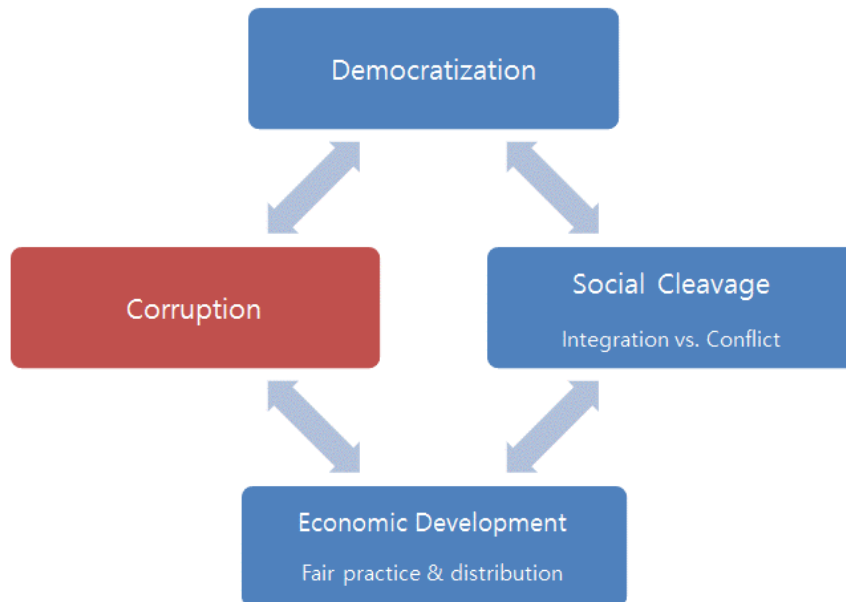 Democratization
Corruption
Social Cleavage
Integration vs. Conflict
Economic Development
Fair practice & distribution